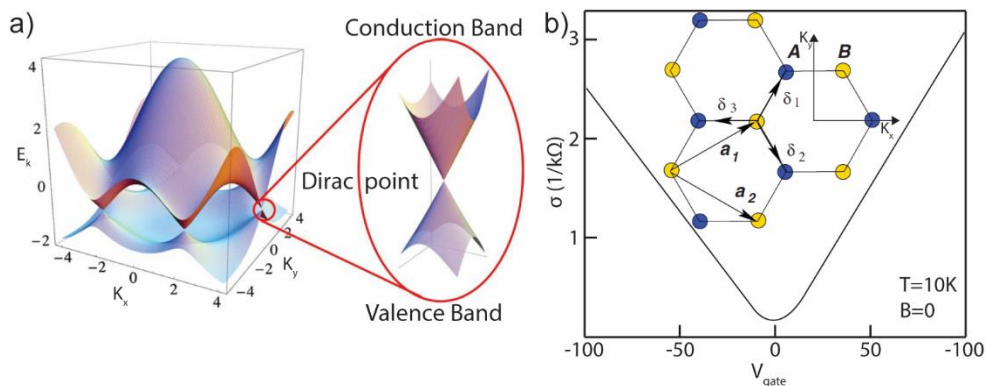 a)
Conduction Band
4
2
E_k
0
-2
-4
-2
0
2
4
K_x
-4
-2
0
2
4
K_y
Dirac point
Valence Band
b)
3
2
1
σ (1/kΩ)
K_y
A
B
δ_1
δ_3
K_x
a_1
δ_2
a_2
T=10K
B=0
-100
-50
0
50
-100
V_gate